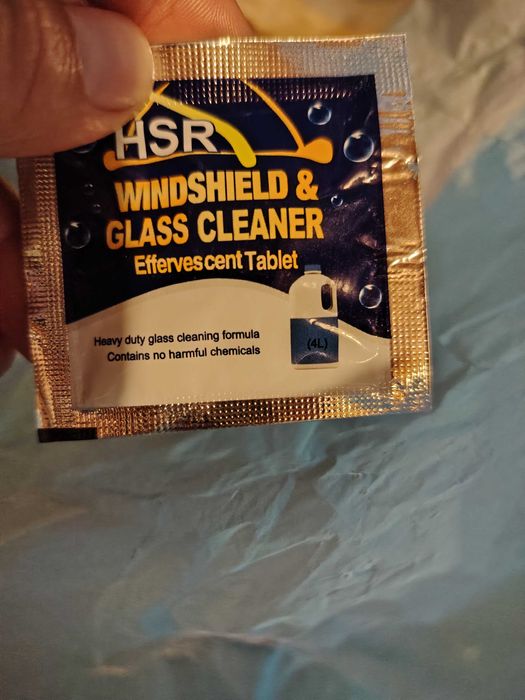 HSR
WINDSHIELD &
GLASS CLEANER
Effervescent Tablet
Heavy duty glass cleaning formula
Contains no harmful chemicals
(4L)